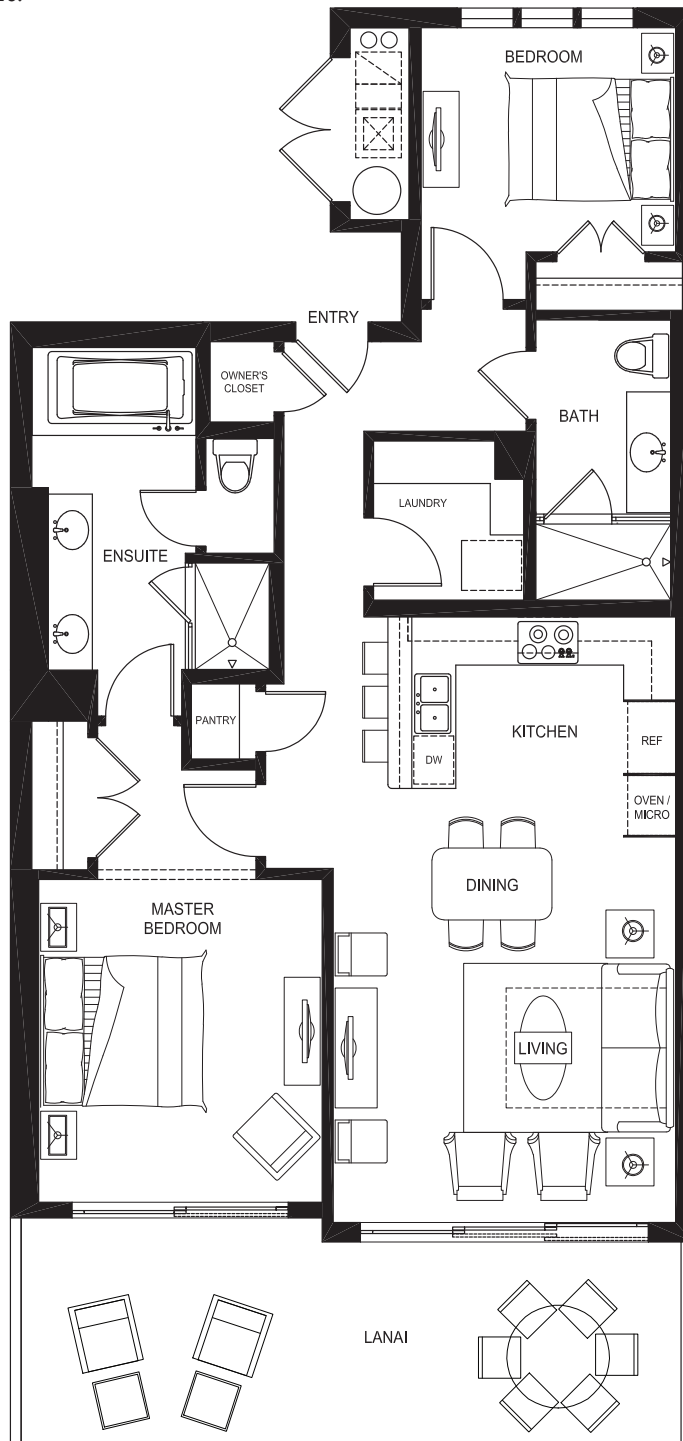 BEDROOM
ENTRY
OWNER'S
CLOSET
BATH
LAUNDRY
ENSUITE
PANTRY
KITCHEN
REF
DW
OVEN /
MICRO
DINING
MASTER
BEDROOM
LIVING
LANAI